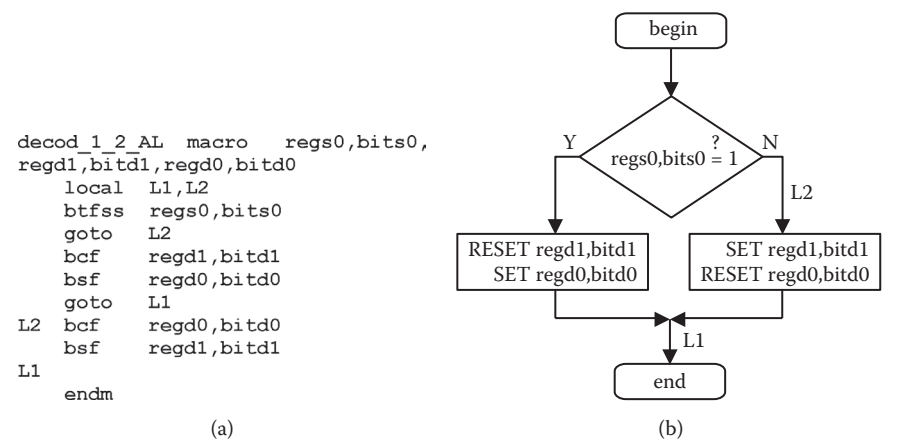 decod_1_2_AL macro regs0,bits0,
regd1,bitd1,regd0,bitd0
local L1,L2
btfss regs0,bits0
goto L2
bcf regd1,bitd1
bsf regd0,bitd0
goto L1
L2 bcf regd0,bitd0
bsf regd1,bitd1
L1
endm
(a)
begin
?
regs0,bits0 = 1
Y
N
L2
RESET regd1,bitd1
SET regd0,bitd0
SET regd1,bitd1
RESET regd0,bitd0
L1
end
(b)